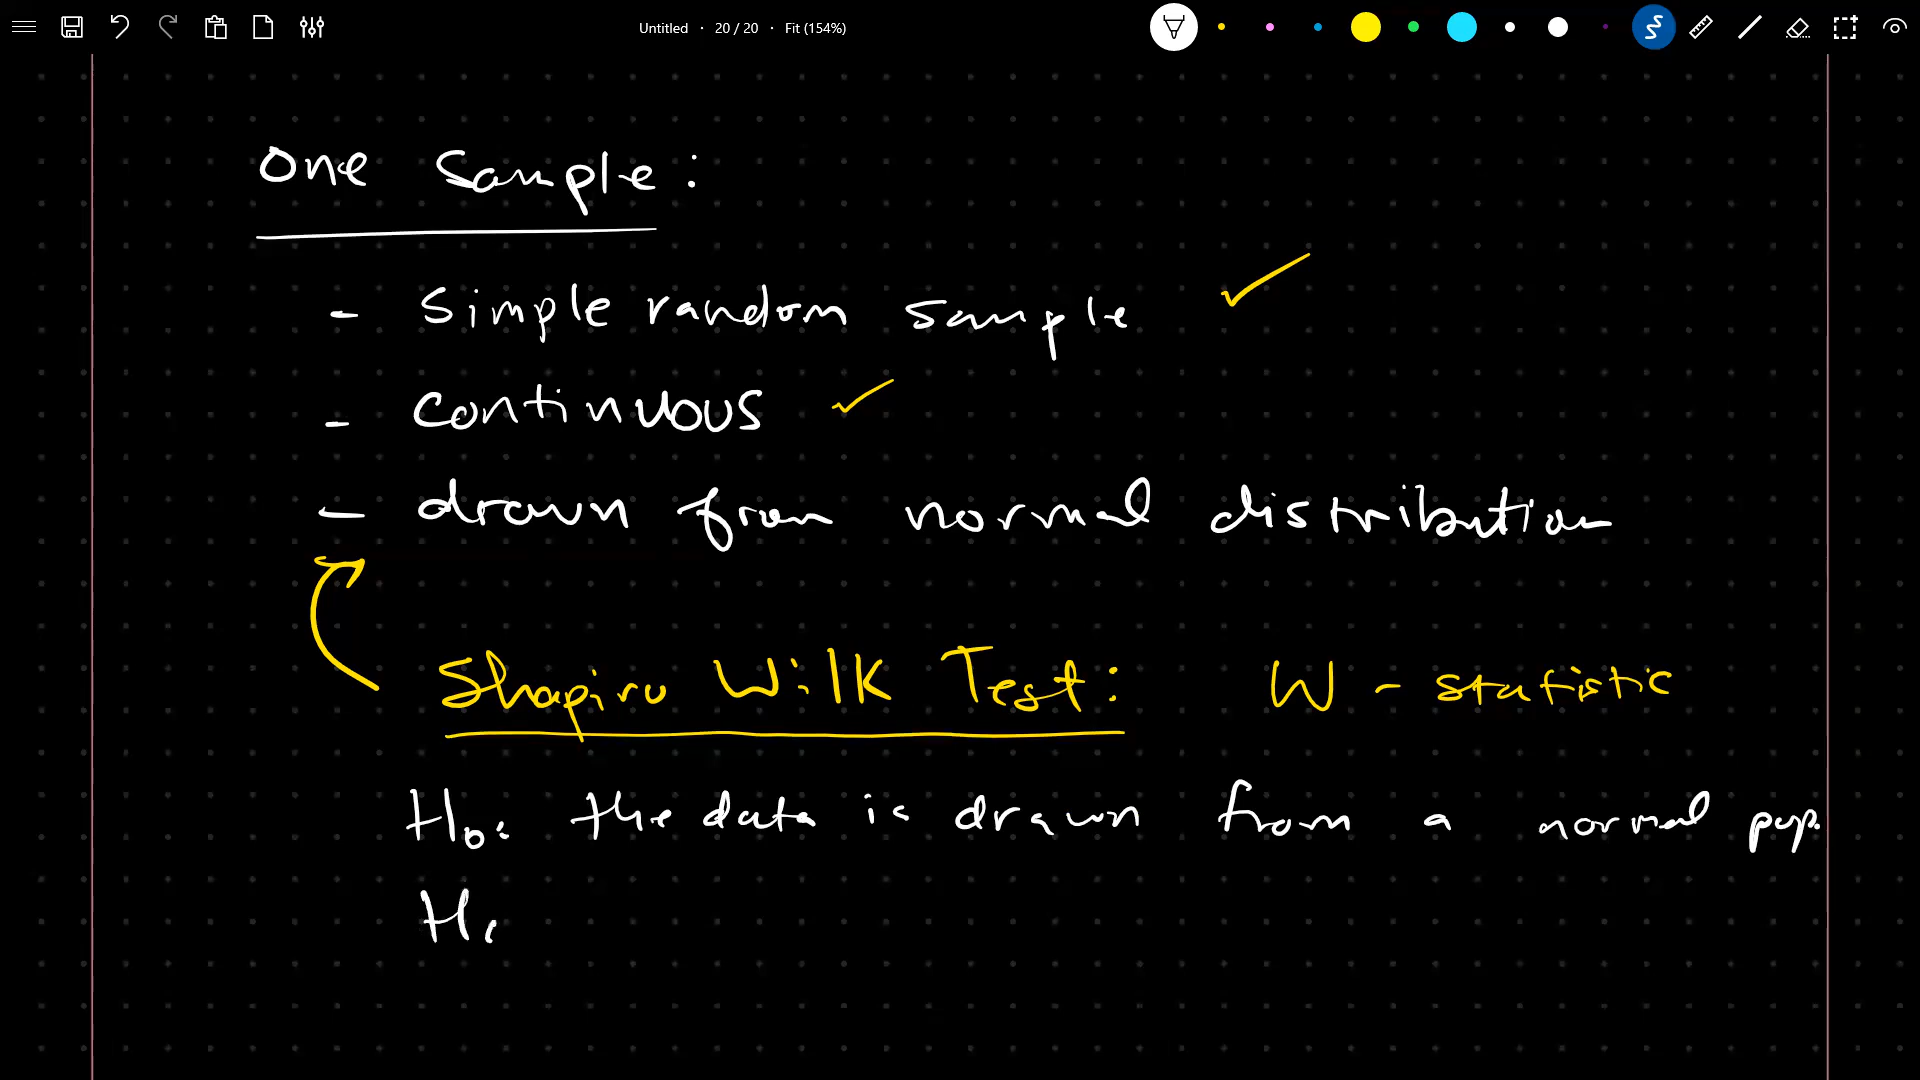 Untitled · 20 / 20 · Fit (154%)
One Sample:
- Simple random sample
- continuous
- drawn from normal distribution
Shapiro Wilk Test: W - statistic
H₀: the data is drawn from a normal pop.
H₁